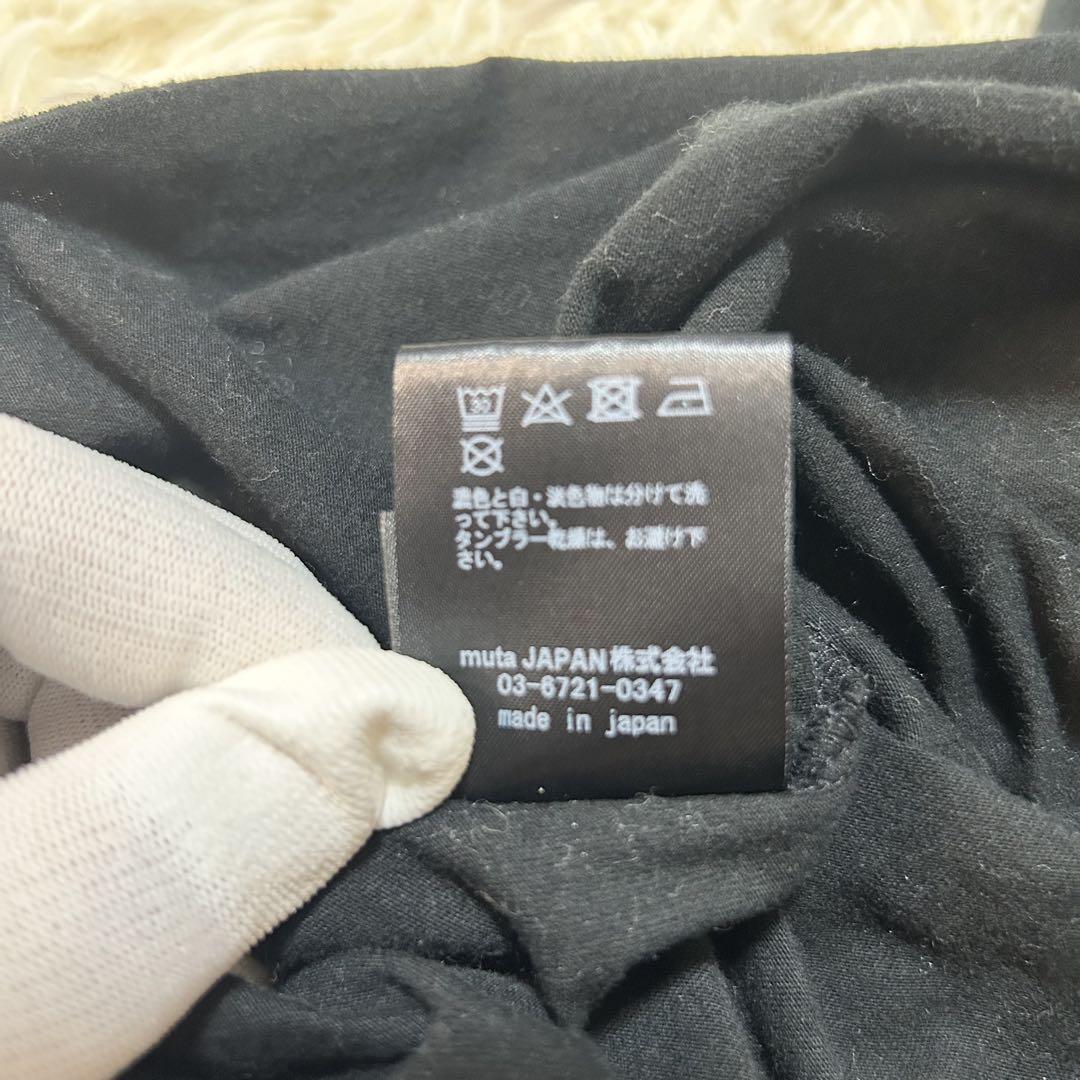 30
濃色と白・淡色物は分けて洗
って下さい。
タンブラー乾燥は、お避け下
さい。
muta JAPAN株式会社
03-6721-0347
made in japan